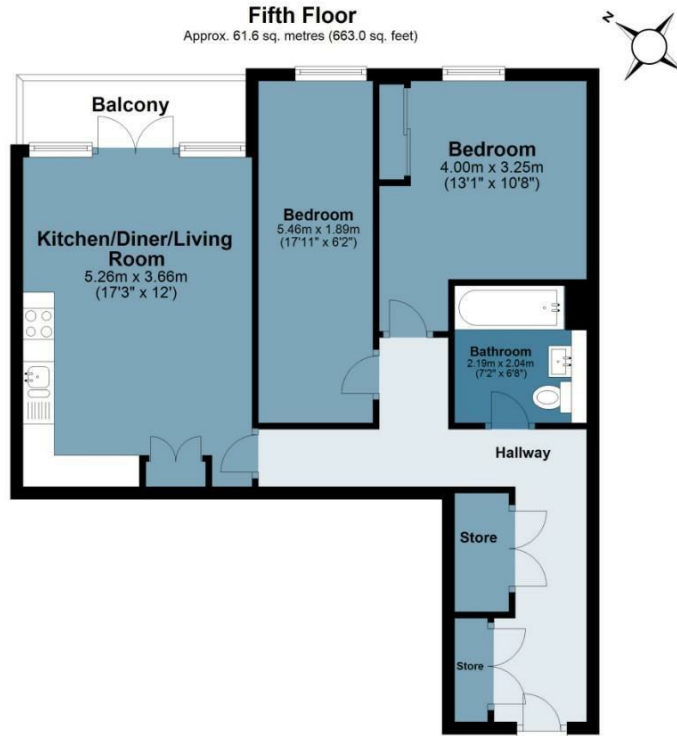 Fifth Floor
Approx. 61.6 sq. metres (663.0 sq. feet)
N
Balcony
Bedroom
4.00m x 3.25m
(13'1" x 10'8")
Bedroom
5.46m x 1.89m
(17'11" x 6'2")
Kitchen/Diner/Living
Room
5.26m x 3.66m
(17'3" x 12')
Bathroom
2.19m x 2.04m
(7'2" x 6'8")
Hallway
Store
Store